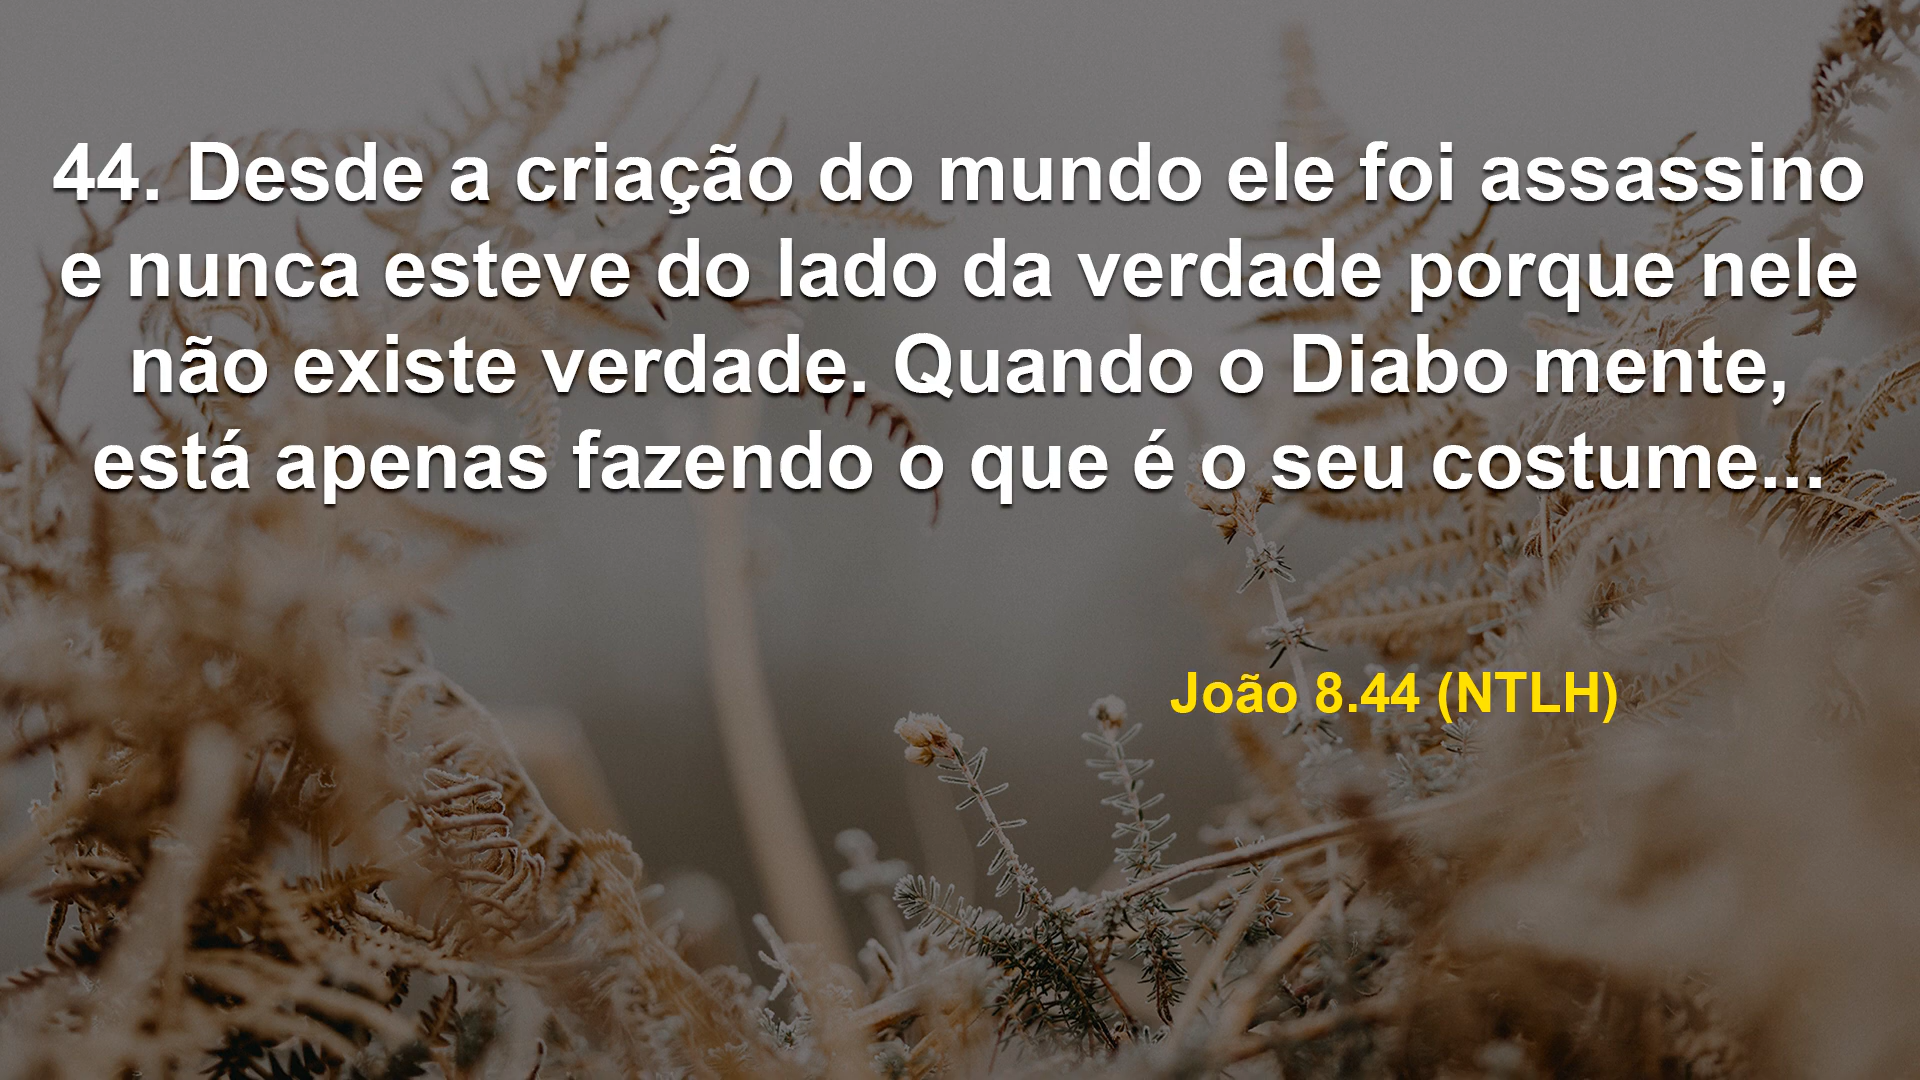 44. Desde a criação do mundo ele foi assassino
e nunca esteve do lado da verdade porque nele
não existe verdade. Quando o Diabo mente,
está apenas fazendo o que é o seu costume...
João 8.44 (NTLH)